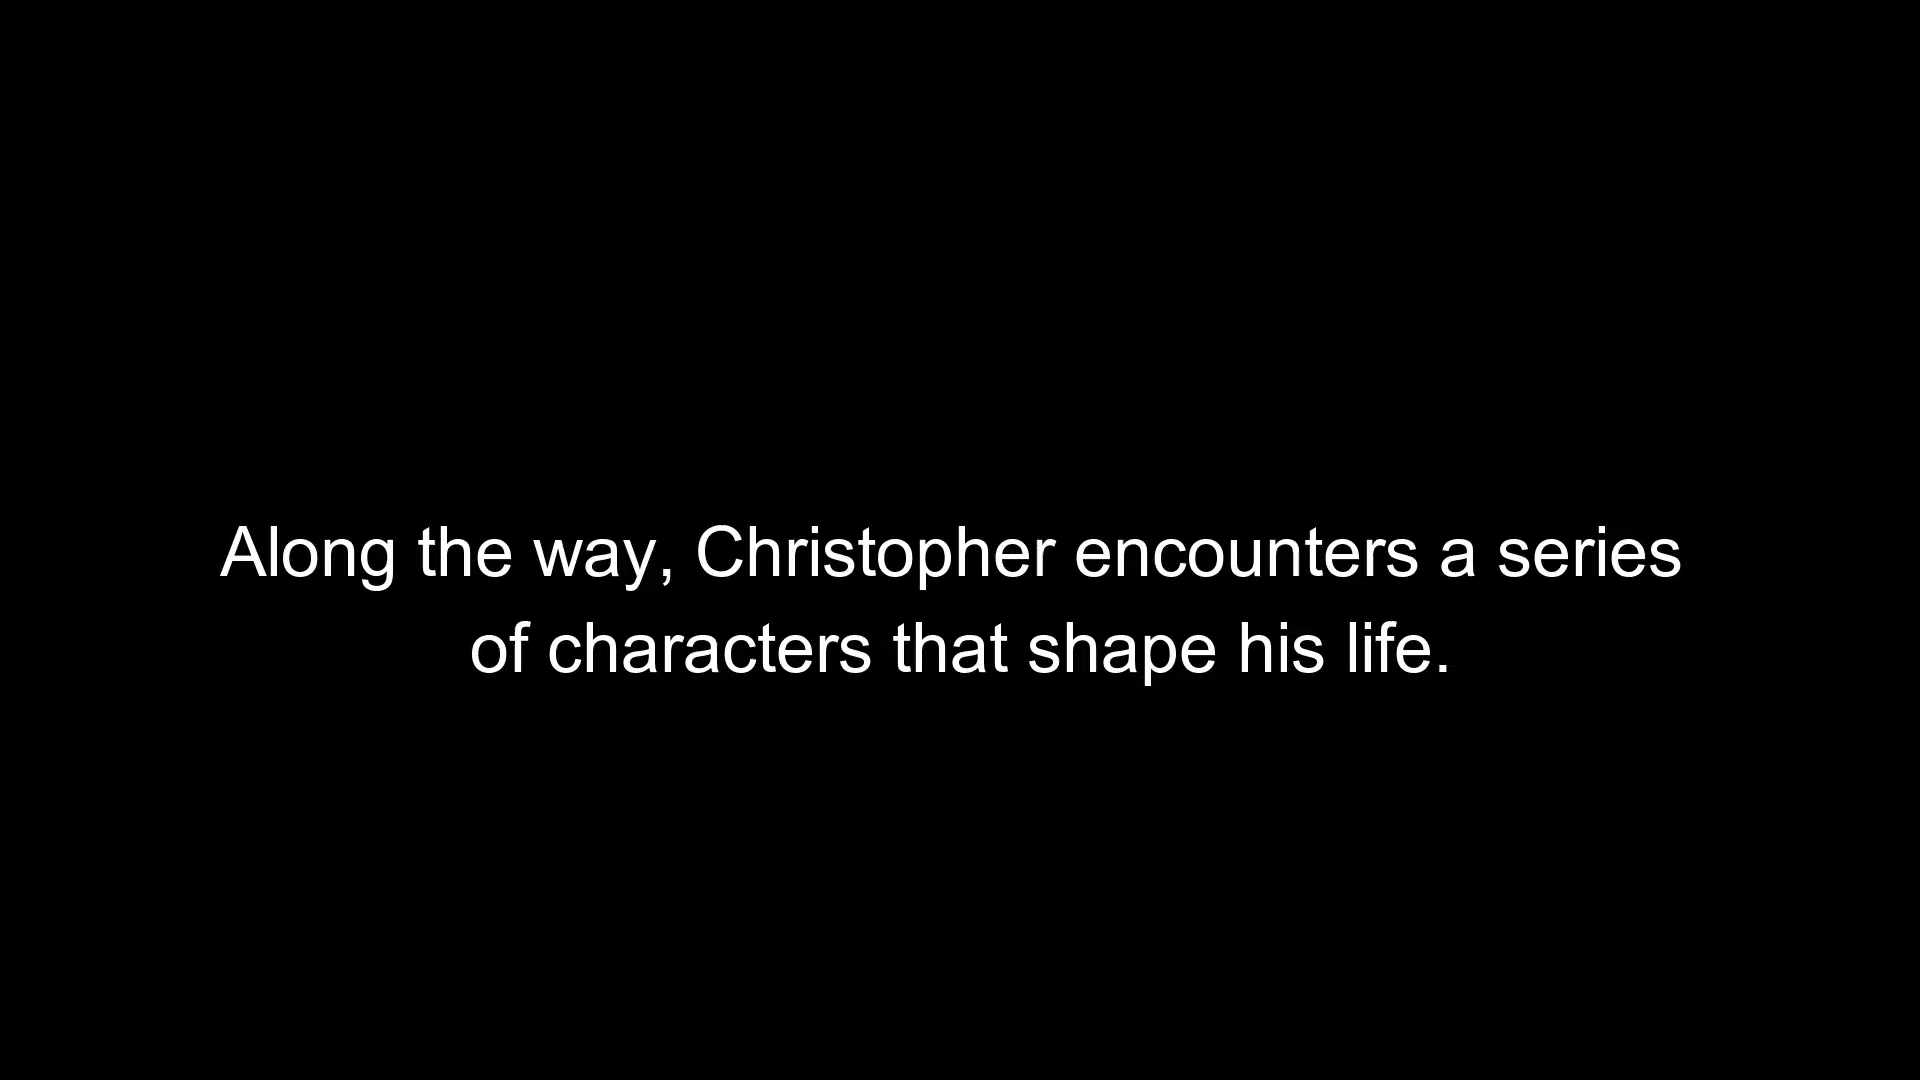 Along the way, Christopher encounters a series
of characters that shape his life.